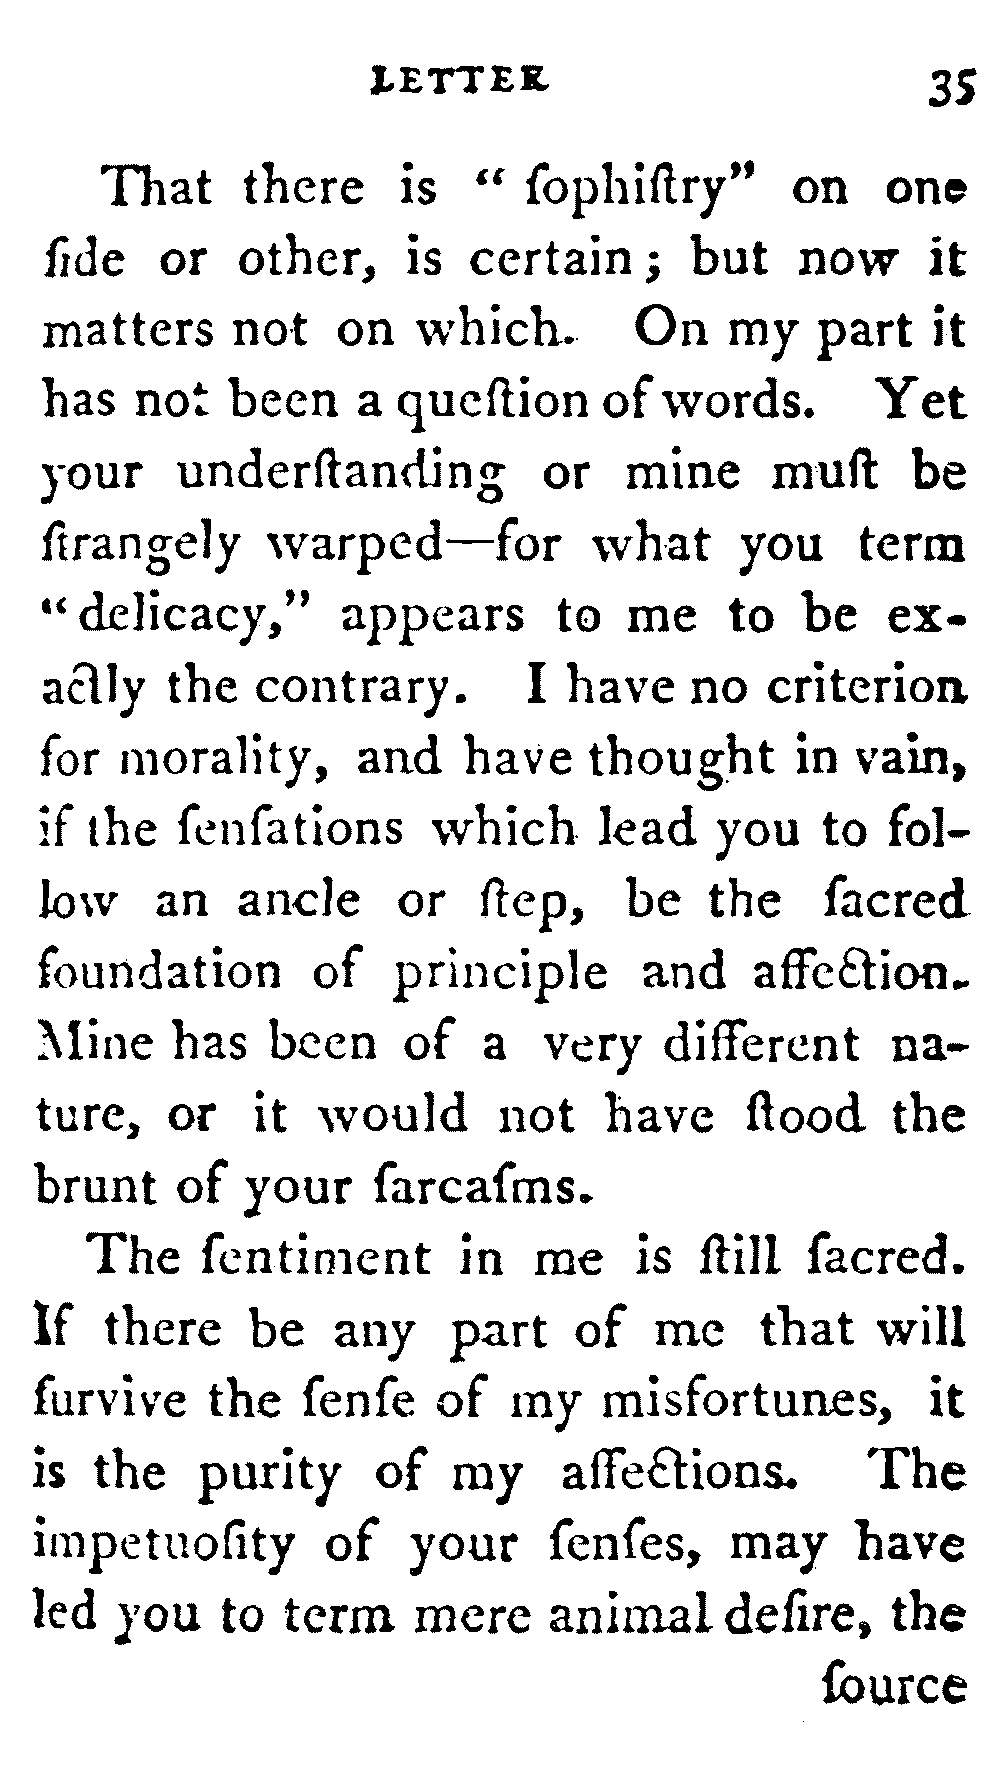 LETTER 35
That there is “ ſophiſtry” on one
ſide or other, is certain; but now it
matters not on which. On my part it
has not been a queſtion of words. Yet
your underſtanding or mine muſt be
ſtrangely warped—for what you term
“delicacy,” appears to me to be ex-
actly the contrary. I have no criterion
for morality, and have thought in vain,
if the ſenſations which lead you to fol-
low an ancle or ſtep, be the ſacred
foundation of principle and affection.
Mine has been of a very different na-
ture, or it would not have ſtood the
brunt of your ſarcaſms.
The ſentiment in me is ſtill ſacred.
If there be any part of me that will
ſurvive the ſenſe of my misfortunes, it
is the purity of my affections. The
impetuoſity of your ſenſes, may have
led you to term mere animal deſire, the
ſource